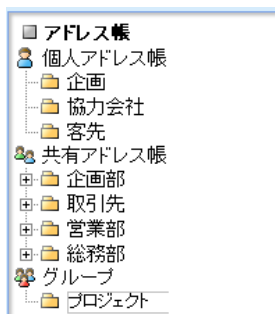 アドレス帳
個人アドレス帳
企画
協力会社
客先
共有アドレス帳
企画部
取引先
営業部
総務部
グループ
プロジェクト